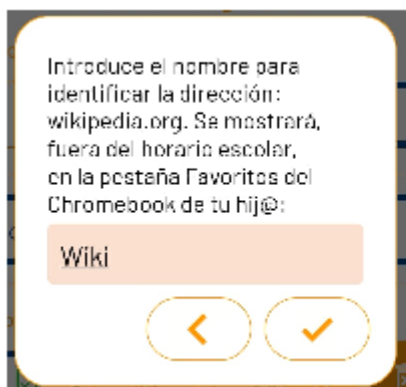 Introduce el nombre para
identificar la dirección:
wikipedia.org. Se mostrará,
fuera del horario escolar,
en la pestaña Favoritos del
Chromebook de tu hij@:
Wiki